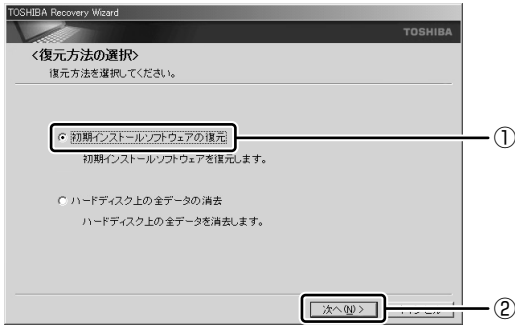 TOSHIBA Recovery Wizard
TOSHIBA
<復元方法の選択>
復元方法を選択してください。
初期インストールソフトウェアの復元
①
初期インストールソフトウェアを復元します。
ハードディスク上の全データの消去
ハードディスク上の全データを消去します。
次へ(N) >
②